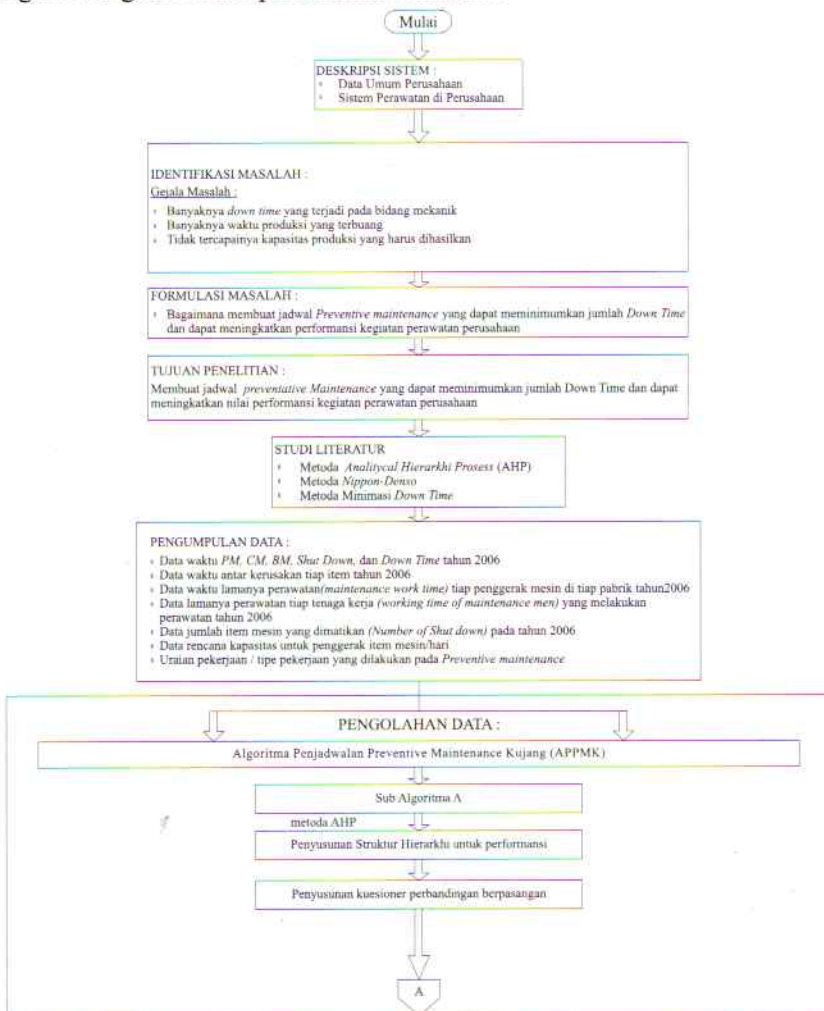 Mulai
DESKRIPSI SISTEM :
Data Umum Perusahaan
Sistem Perawatan di Perusahaan
IDENTIFIKASI MASALAH :
Gejala Masalah :
Banyaknya down time yang terjadi pada bidang mekanik
Banyaknya waktu produksi yang terbuang
Tidak tercapainya kapasitas produksi yang harus dihasilkan
FORMULASI MASALAH :
Bagaimana membuat jadwal Preventive maintenance yang dapat meminimumkan jumlah Down Time
dan dapat meningkatkan performansi kegiatan perawatan perusahaan
TUJUAN PENELITIAN :
Membuat jadwal preventative Maintenance yang dapat meminimumkan jumlah Down Time dan dapat
meningkatkan nilai performansi kegiatan perawatan perusahaan
STUDI LITERATUR
Metoda Analitycal Hierarkhi Prosess (AHP)
Metoda Nippon-Denso
Metoda Minimasi Down Time
PENGUMPULAN DATA :
Data waktu PM, CM, BM, Shut Down, dan Down Time tahun 2006
Data waktu antar kerusakan tiap item tahun 2006
Data waktu lamanya perawatan(maintenance work time) tiap penggerak mesin di tiap pabrik tahun2006
Data lamanya perawatan tiap tenaga kerja (working time of maintenance men) yang melakukan
perawatan tahun 2006
Data jumlah item mesin yang dimatikan (Number of Shut down) pada tahun 2006
Data rencana kapasitas untuk penggerak item mesin/hari
Uraian pekerjaan / tipe pekerjaan yang dilakukan pada Preventive maintenance
PENGOLAHAN DATA :
Algoritma Penjadwalan Preventive Maintenance Kujang (APPMK)
Sub Algoritma A
metoda AHP
Penyusunan Struktur Hierarkhi untuk performansi
Penyusunan kuesioner perbandingan berpasangan
A